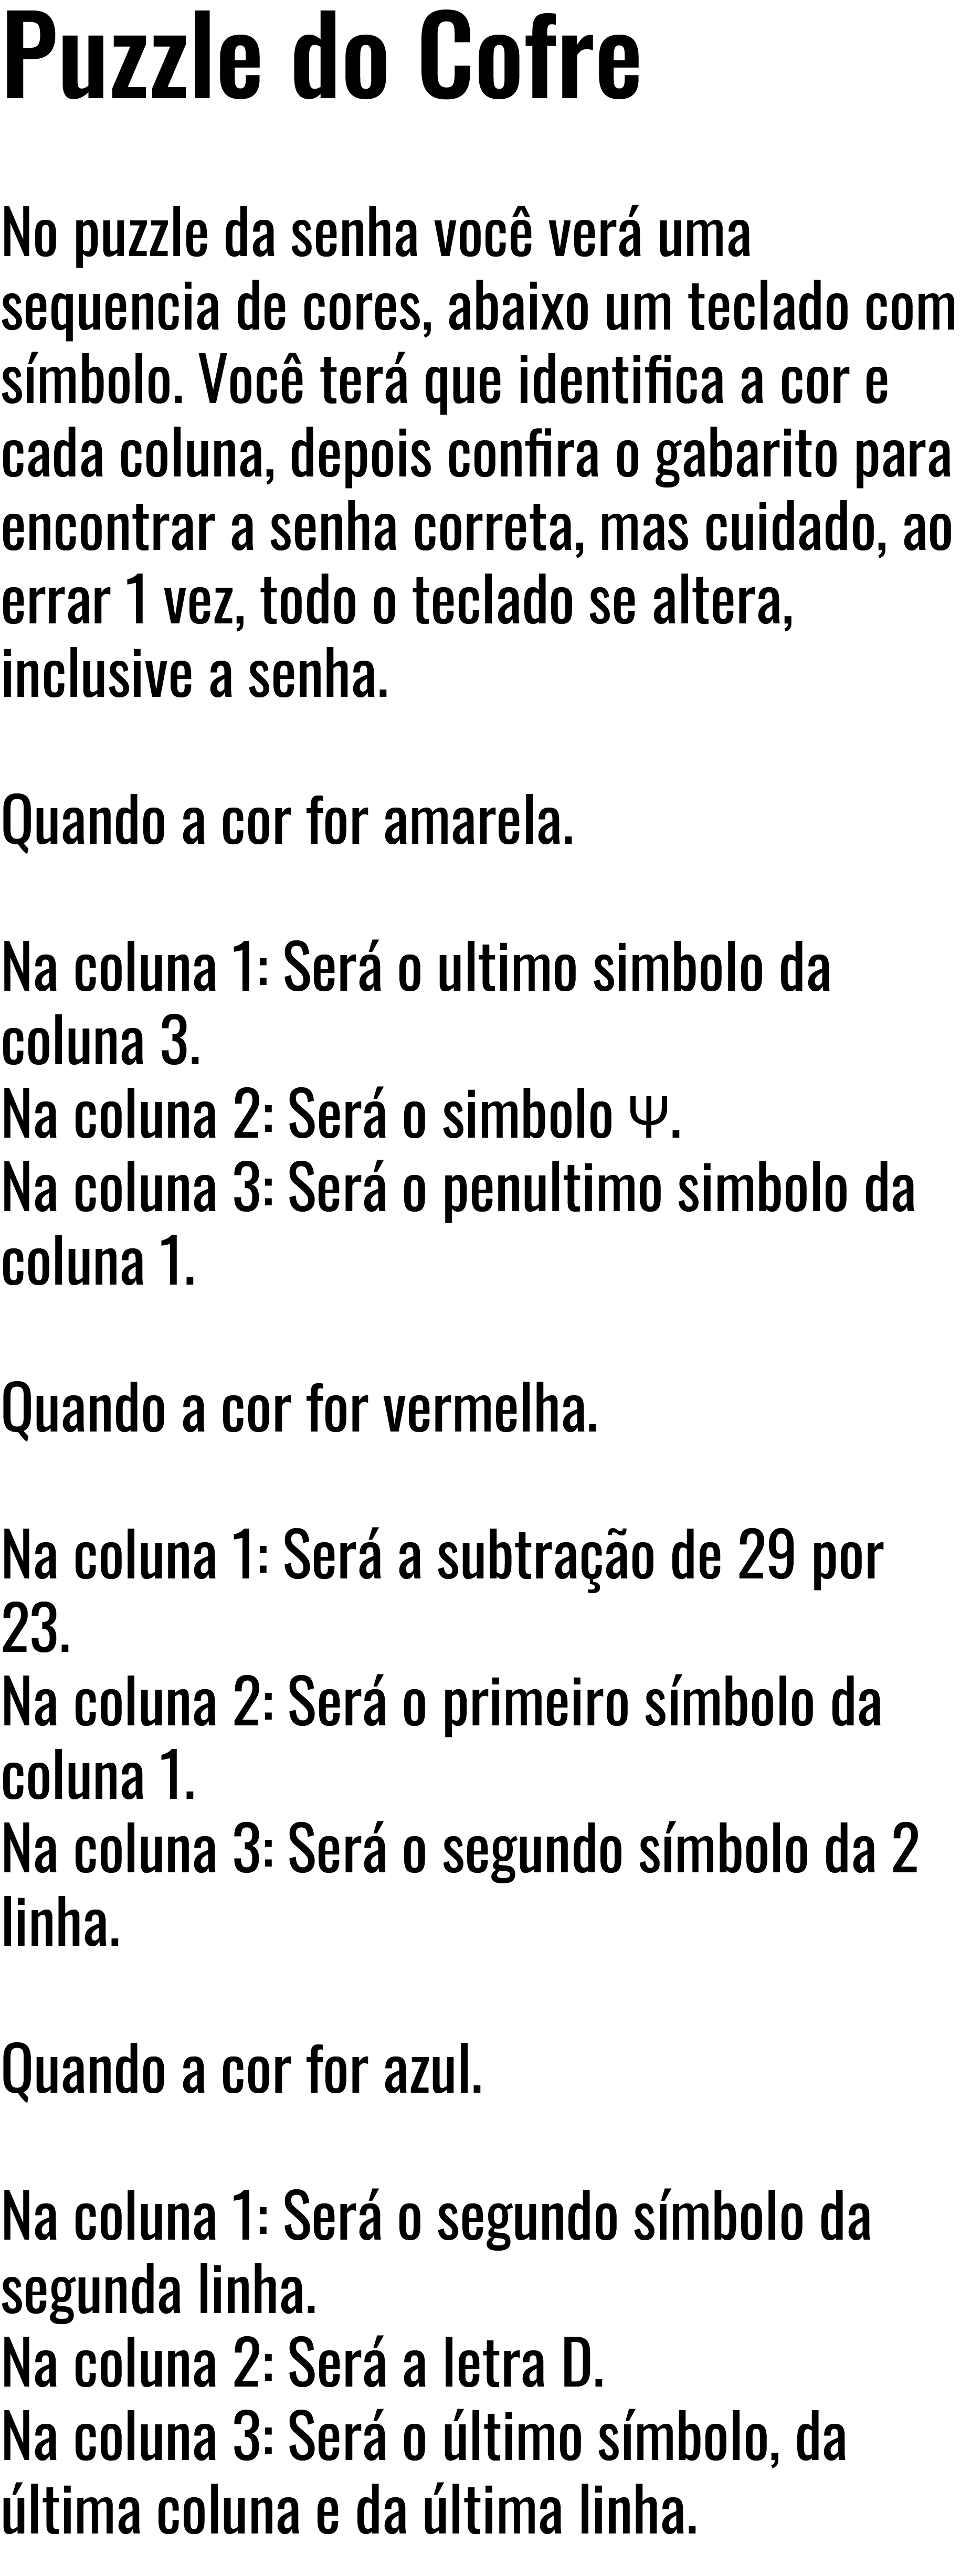 Puzzle do Cofre
No puzzle da senha você verá uma
sequencia de cores, abaixo um teclado com
símbolo. Você terá que identifica a cor e
cada coluna, depois confira o gabarito para
encontrar a senha correta, mas cuidado, ao
errar 1 vez, todo o teclado se altera,
inclusive a senha.
Quando a cor for amarela.
Na coluna 1: Será o ultimo simbolo da
coluna 3.
Na coluna 2: Será o simbolo Ψ.
Na coluna 3: Será o penultimo simbolo da
coluna 1.
Quando a cor for vermelha.
Na coluna 1: Será a subtração de 29 por
23.
Na coluna 2: Será o primeiro símbolo da
coluna 1.
Na coluna 3: Será o segundo símbolo da 2
linha.
Quando a cor for azul.
Na coluna 1: Será o segundo símbolo da
segunda linha.
Na coluna 2: Será a letra D.
Na coluna 3: Será o último símbolo, da
última coluna e da última linha.